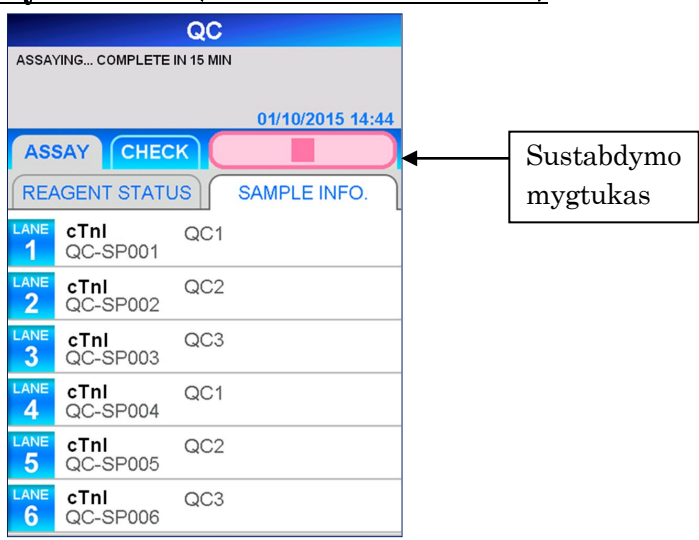 QC
ASSAYING... COMPLETE IN 15 MIN
01/10/2015 14:44
ASSAY CHECK
Sustabdymo
mygtukas
REAGENT STATUS SAMPLE INFO.
LANE 1 cTnI QC1
QC-SP001
LANE 2 cTnI QC2
QC-SP002
LANE 3 cTnI QC3
QC-SP003
LANE 4 cTnI QC1
QC-SP004
LANE 5 cTnI QC2
QC-SP005
LANE 6 cTnI QC3
QC-SP006